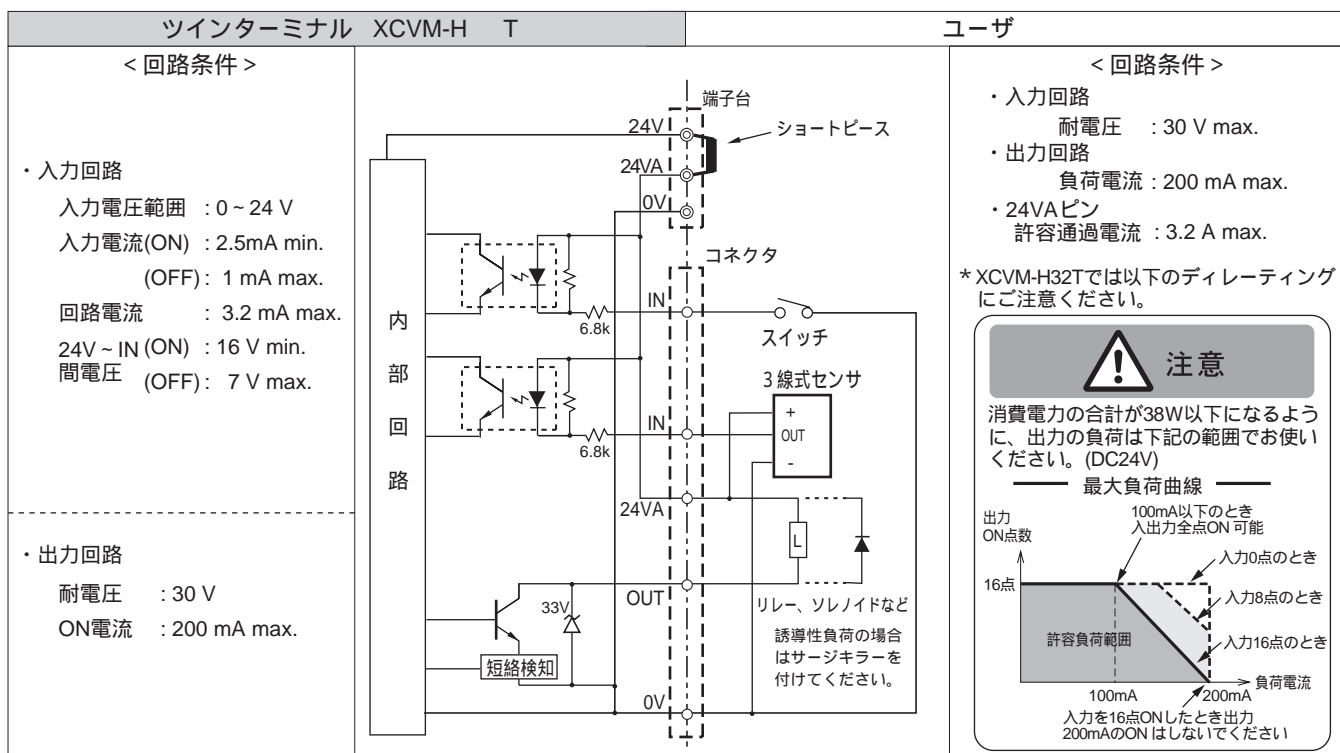 ツインターミナル XCVM-H T
ユーザ
<回路条件>
・入力回路
入力電圧範囲 : 0~24 V
入力電流(ON) : 2.5mA min.
(OFF) : 1 mA max.
回路電流 : 3.2 mA max.
24V~IN (ON) : 16 V min.
間電圧 (OFF) : 7 V max.
・出力回路
耐電圧 : 30 V
ON電流 : 200 mA max.
内部回路
端子台
24V
ショートピース
24VA
0V
コネクタ
IN
6.8k
スイッチ
3線式センサ
+
IN
OUT
6.8k
-
24VA
L
OUT
33V
リレー、ソレノイドなど
誘導性負荷の場合
はサージキラーを
付けてください。
短絡検知
0V
<回路条件>
・入力回路
耐電圧 : 30 V max.
・出力回路
負荷電流 : 200 mA max.
・24VAピン
許容通過電流 : 3.2 A max.
*XCVM-H32Tでは以下のディレーティング
にご注意ください。
注意
消費電力の合計が38W以下になるよう
に、出力の負荷は下記の範囲でお使い
ください。(DC24V)
最大負荷曲線
出力
ON点数
100mA以下のとき
入出力全点ON 可能
入力0点のとき
16点
入力8点のとき
許容負荷範囲
入力16点のとき
負荷電流
100mA
200mA
入力を16点ONしたとき出力
200mAのON はしないでください